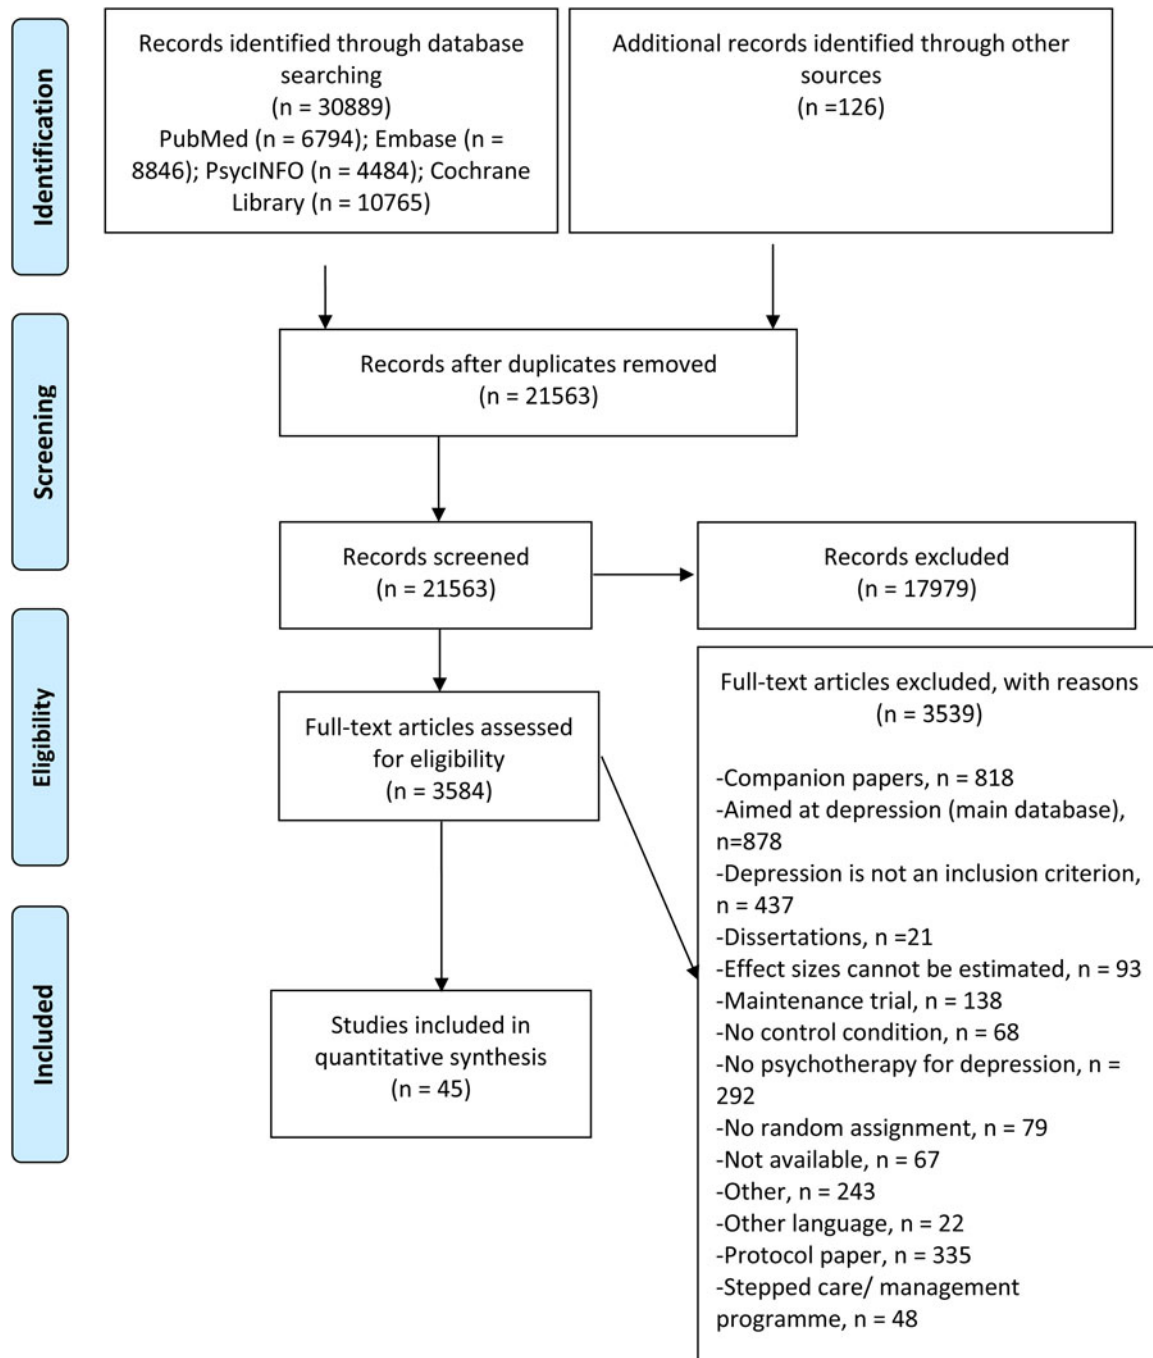 Identification
Records identified through database
searching
(n = 30889)
PubMed (n = 6794); Embase (n =
8846); PsycINFO (n = 4484); Cochrane
Library (n = 10765)
Additional records identified through other
sources
(n =126)
Screening
Records after duplicates removed
(n = 21563)
Records screened
(n = 21563)
Records excluded
(n = 17979)
Eligibility
Full-text articles assessed
for eligibility
(n = 3584)
Full-text articles excluded, with reasons
(n = 3539)
-Companion papers, n = 818
-Aimed at depression (main database),
n=878
-Depression is not an inclusion criterion,
n = 437
-Dissertations, n =21
-Effect sizes cannot be estimated, n = 93
-Maintenance trial, n = 138
-No control condition, n = 68
-No psychotherapy for depression, n =
292
-No random assignment, n = 79
-Not available, n = 67
-Other, n = 243
-Other language, n = 22
-Protocol paper, n = 335
-Stepped care/ management
programme, n = 48
Included
Studies included in
quantitative synthesis
(n = 45)